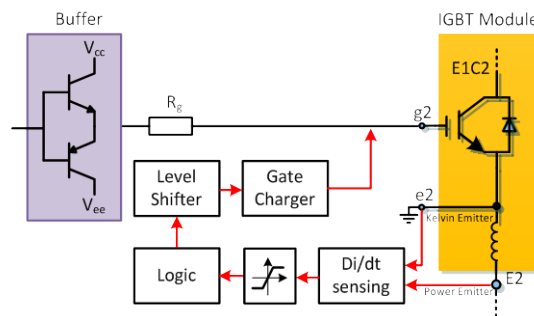 Buffer
IGBT Module
Vcc
E1C2
Rg
g2
Level
Shifter
Gate
Charger
Vee
e2
Kelvin Emitter
Logic
Di/dt
sensing
E2
Power Emitter